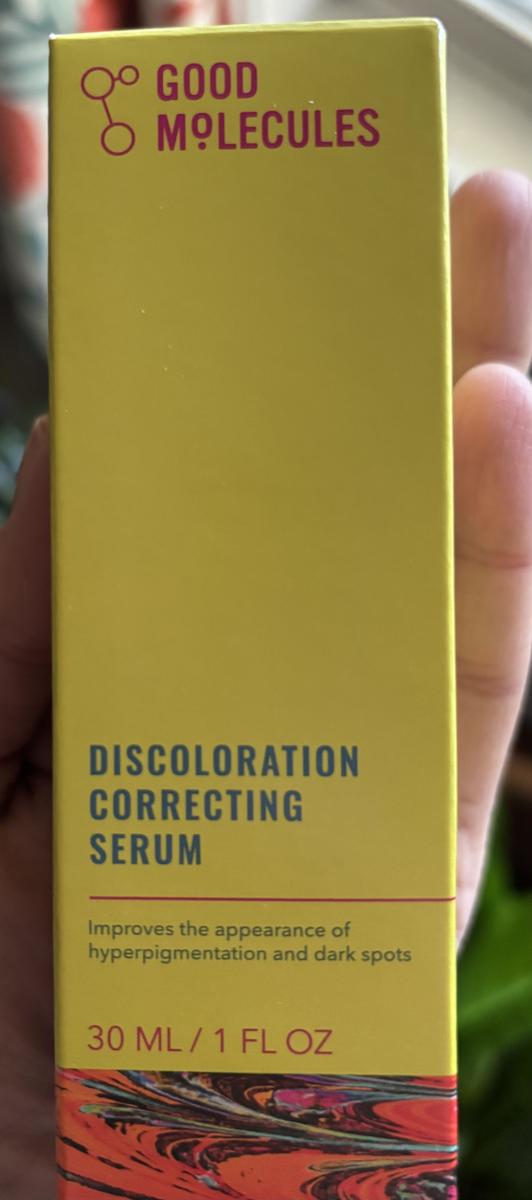 GOOD
MOLECULES
DISCOLORATION
CORRECTING
SERUM
Improves the appearance of
hyperpigmentation and dark spots
30 ML / 1 FL OZ